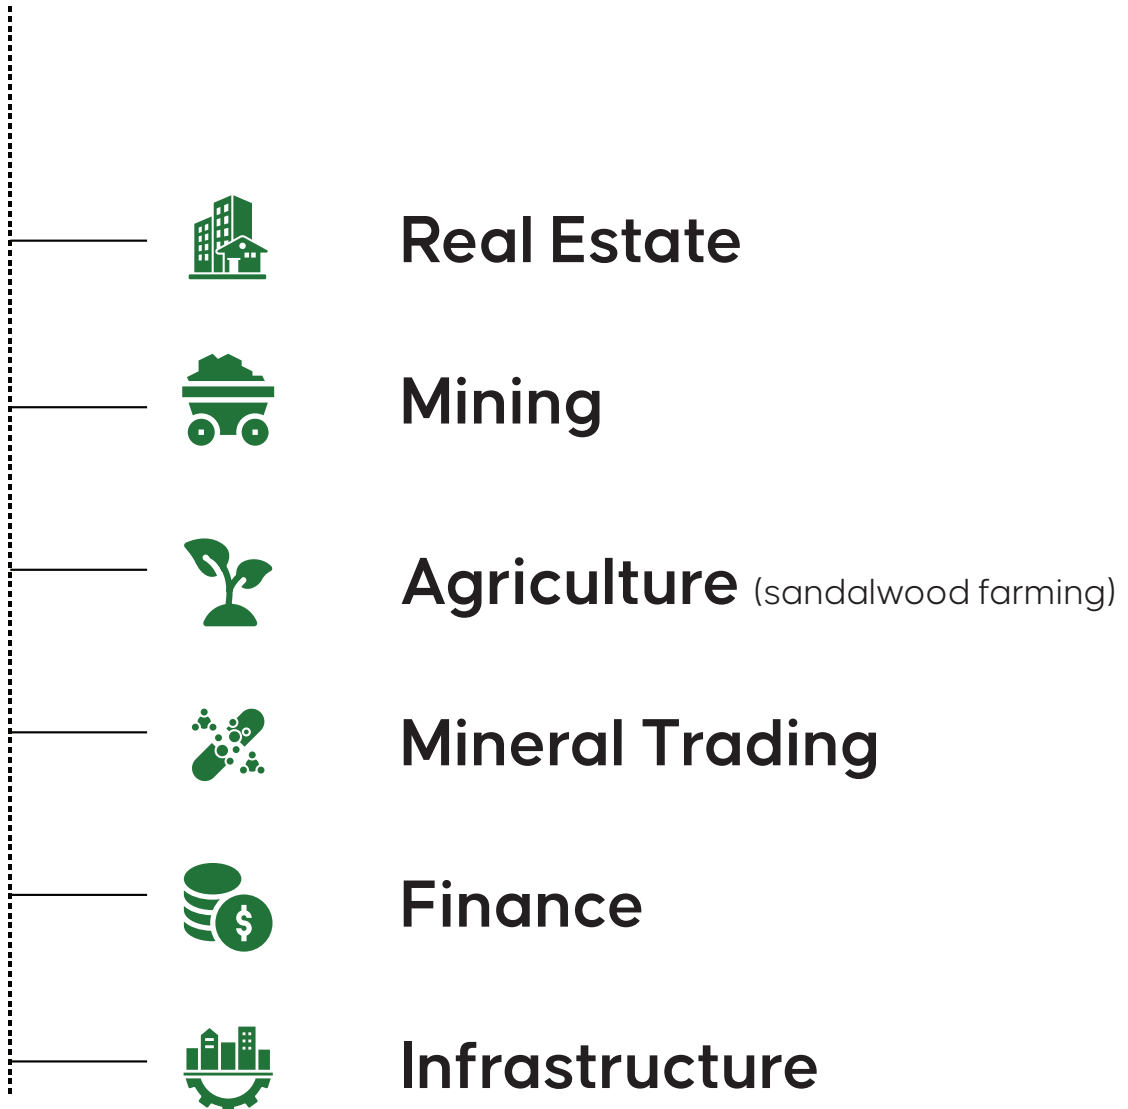 Real Estate
Mining
Agriculture (sandalwood farming)
Mineral Trading
Finance
Infrastructure